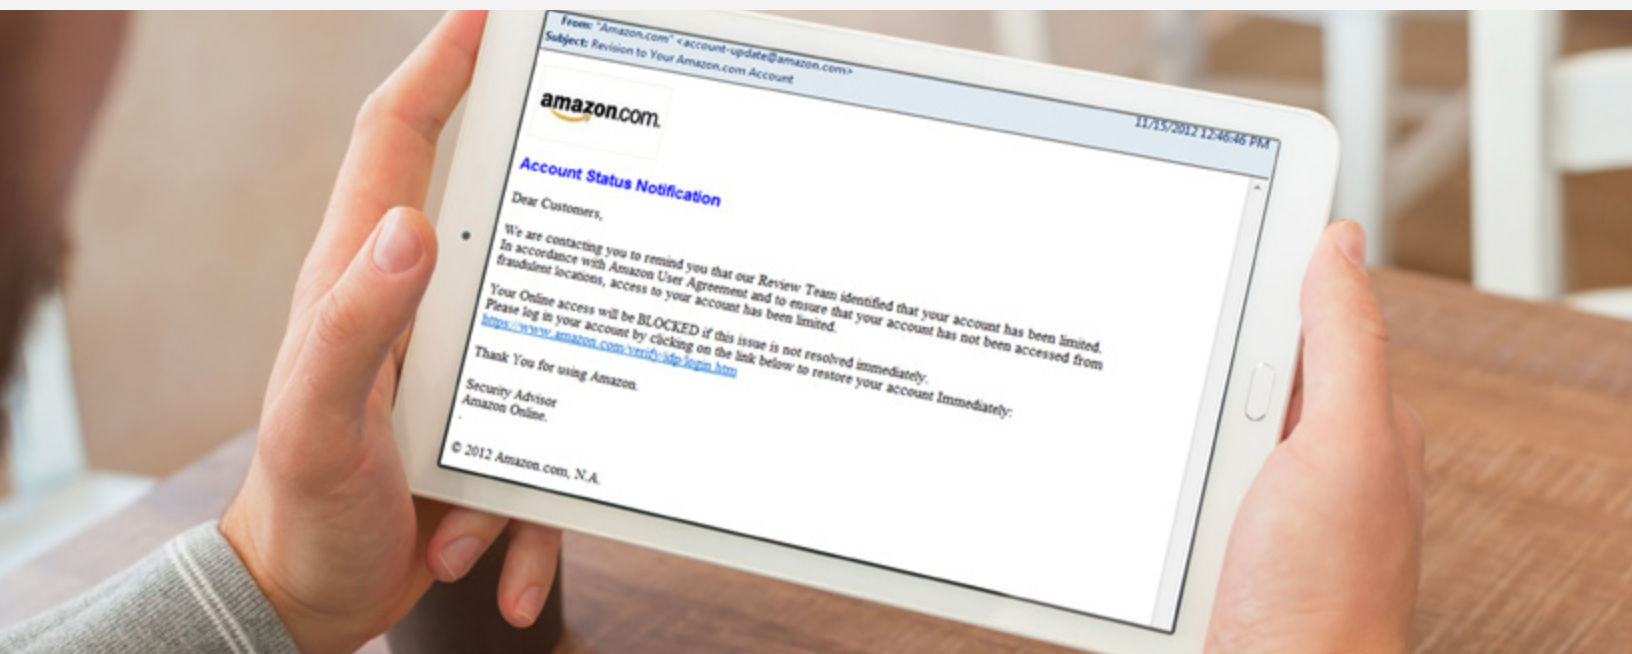 From: "Amazon.com" <account-update@amazon.com>
Subject: Revision to Your Amazon.com Account
11/15/2012 12:46:46 PM
amazon.com.
Account Status Notification
Dear Customers,
We are contacting you to remind you that our Review Team identified that your account has been limited.
In accordance with Amazon User Agreement and to ensure that your account has not been accessed from
fraudulent locations, access to your account has been limited.
Your Online access will be BLOCKED if this issue is not resolved immediately.
Please log in your account by clicking on the link below to restore your account Immediately:
https://www.amazon.com/verify/idp/login.htm
Thank You for using Amazon.
Security Advisor
Amazon Online.
.
© 2012 Amazon.com, N.A.